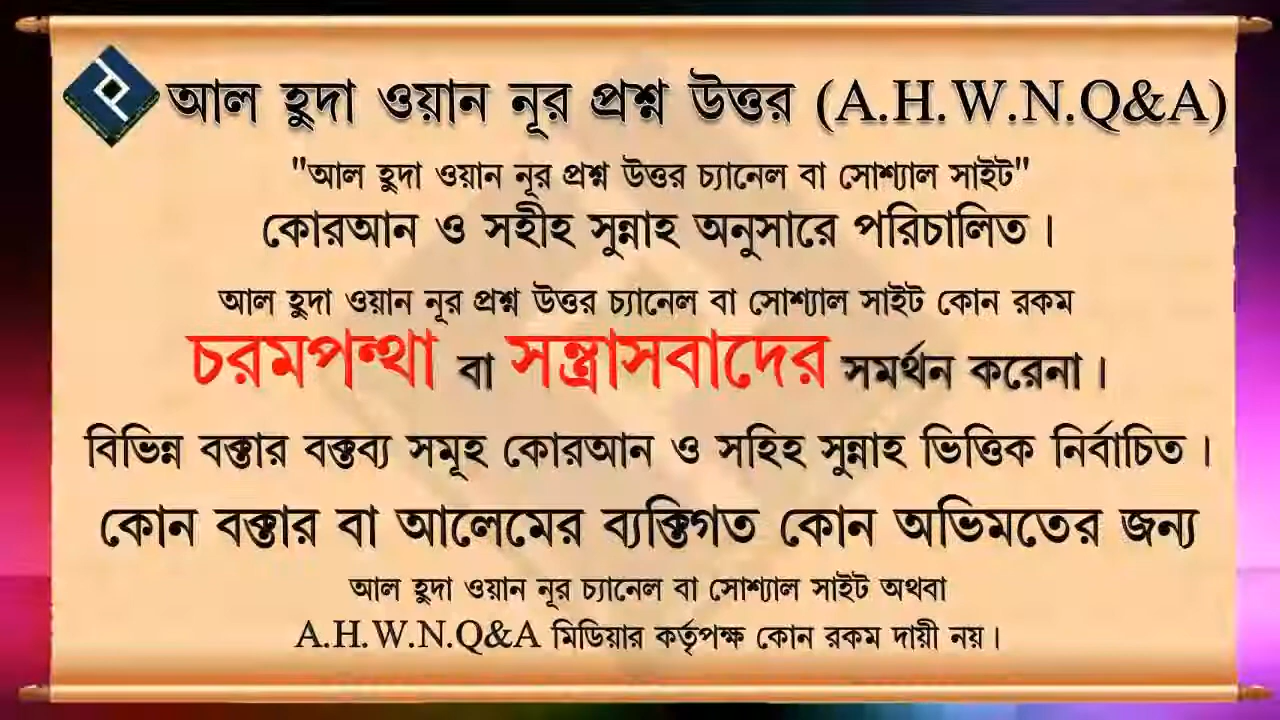 আল হুদা ওয়ান নূর প্রশ্ন উত্তর (A.H.W.N.Q&A)
"আল হুদা ওয়ান নূর প্রশ্ন উত্তর চ্যানেল বা সোশ্যাল সাইট"
কোরআন ও সহীহ সুন্নাহ অনুসারে পরিচালিত।
আল হুদা ওয়ান নূর প্রশ্ন উত্তর চ্যানেল বা সোশ্যাল সাইট কোন রকম
চরমপন্থা বা সন্ত্রাসবাদের সমর্থন করেনা।
বিভিন্ন বক্তার বক্তব্য সমূহ কোরআন ও সহিহ সুন্নাহ ভিত্তিক নির্বাচিত।
কোন বক্তার বা আলেমের ব্যক্তিগত কোন অভিমতের জন্য
আল হুদা ওয়ান নূর চ্যানেল বা সোশ্যাল সাইট অথবা
A.H.W.N.Q&A মিডিয়ার কর্তৃপক্ষ কোন রকম দায়ী নয়।